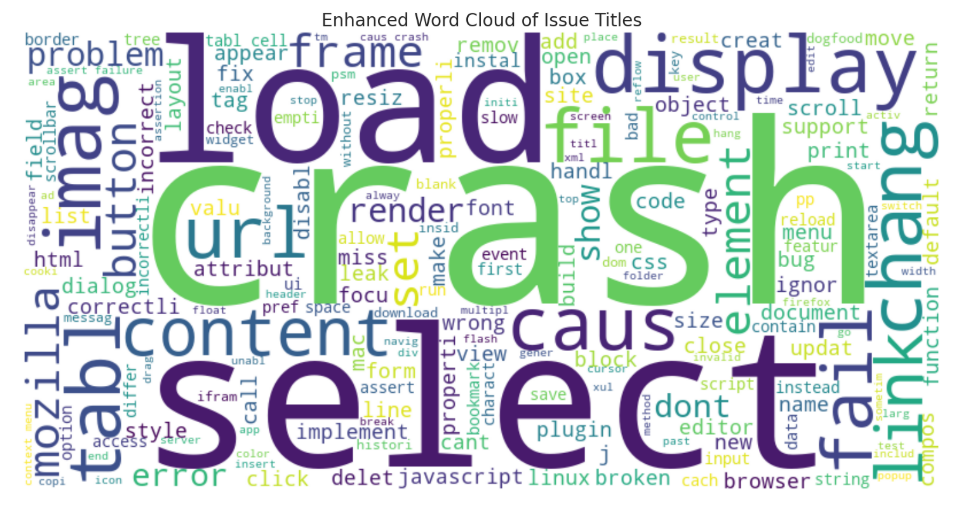 Enhanced Word Cloud of Issue Titles
border
tree
tabl cell
tm
caus crash
remov
add
place
result
creat
dogfood
move
problem
load
appear
frame
instal
open
display
key
edit
return
assert failure
area
fix
enabl
psm
box
reflow
user
imag
layout
assertion
tag
stop
resiz
properli
initi
site
object
time
scroll
field
scrollbar
button
incorrect
check
widget
empti
without
slow
screen
file
bad
control
hang
support
activ
titl
xml
print
start
crash
handl
linkchang
disappear
ad
list
html
cooki
incorrectli
valu
url
background
disabl
alway
blank
render
font
top
show
code
type
element
pp
reload
menu
featur
bug
textarea
switch
default
width
allow
set
insid
make
event
first
build
one
dom
css
folder
attribut
miss
leak
ui
header
focu
run
ignor
firefox
dialog
correctli
float
pref
space
download
multipl
document
function
mozilla
messag
tabl
content
navig
div
mac
wrong
flash
caus
size
contain
go
fail
differ
drag
unabl
properti
view
gener
block
close
invalid
updat
sometim
larg
select
form
assert
bookmark
charact
cursor
xul
script
instead
call
ifram
line
break
save
method
dont
name
option
style
access
server
app
implement
histori
cant
plugin
editor
past
new
data
test
includ
compos
context menu
end
copi
icon
error
color
insert
click
delet
javascript
j
linux
broken
input
cach
browser
string
popup